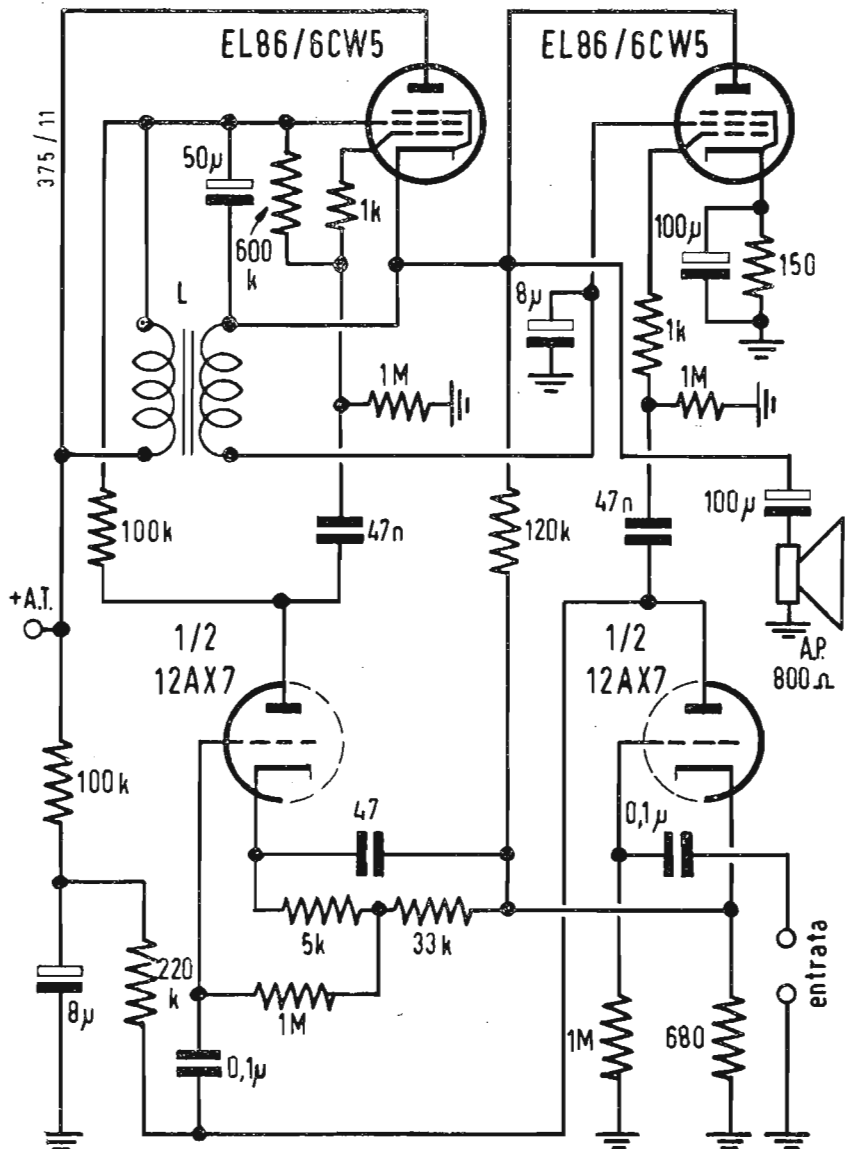 EL86/6CW5
EL86/6CW5
375/11
50µ
600
k
1k
100µ
150
L
8µ
1k
1M
1M
100k
47n
120k
47n
100µ
+A.T.
1/2
12AX7
1/2
12AX7
A.P.
800Ω
100k
47
0,1µ
5k
33k
220
k
8µ
1M
0,1µ
1M
680
entrata